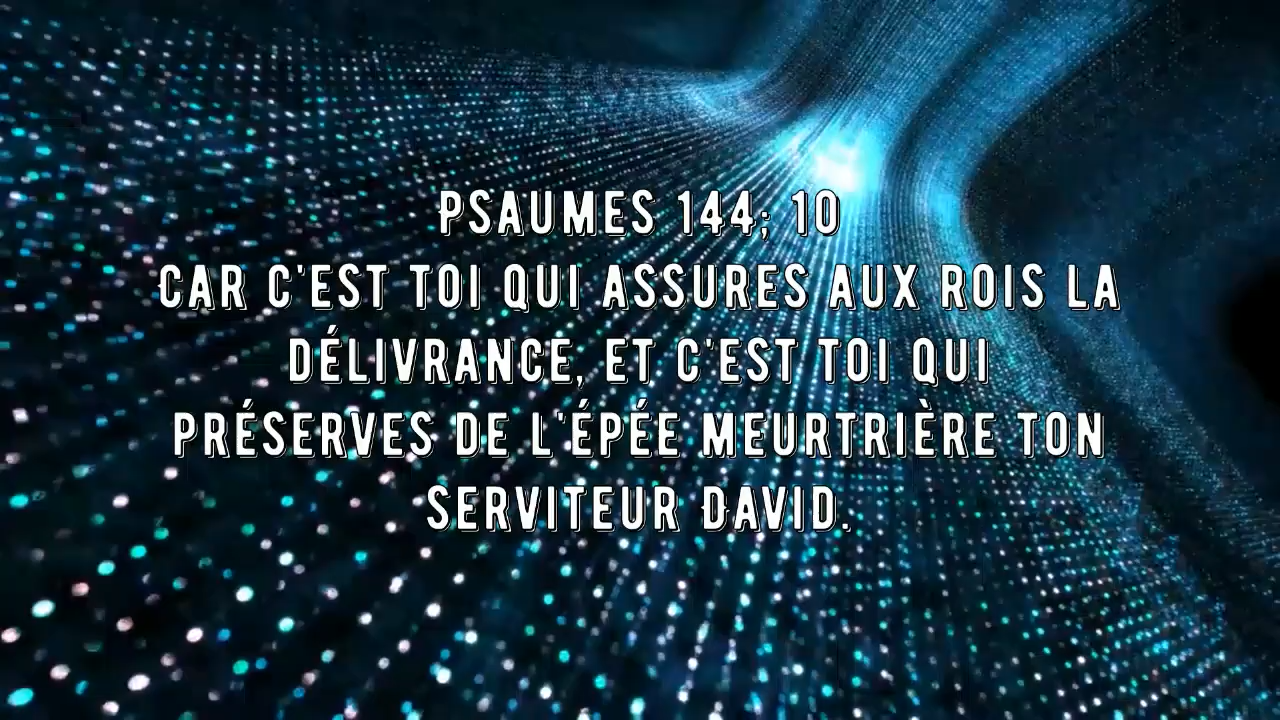 PSAUMES 144; 10
CAR C'EST TOI QUI ASSURES AUX ROIS LA
DÉLIVRANCE, ET C'EST TOI QUI
PRÉSERVES DE L'ÉPÉE MEURTRIÈRE TON
SERVITEUR DAVID.